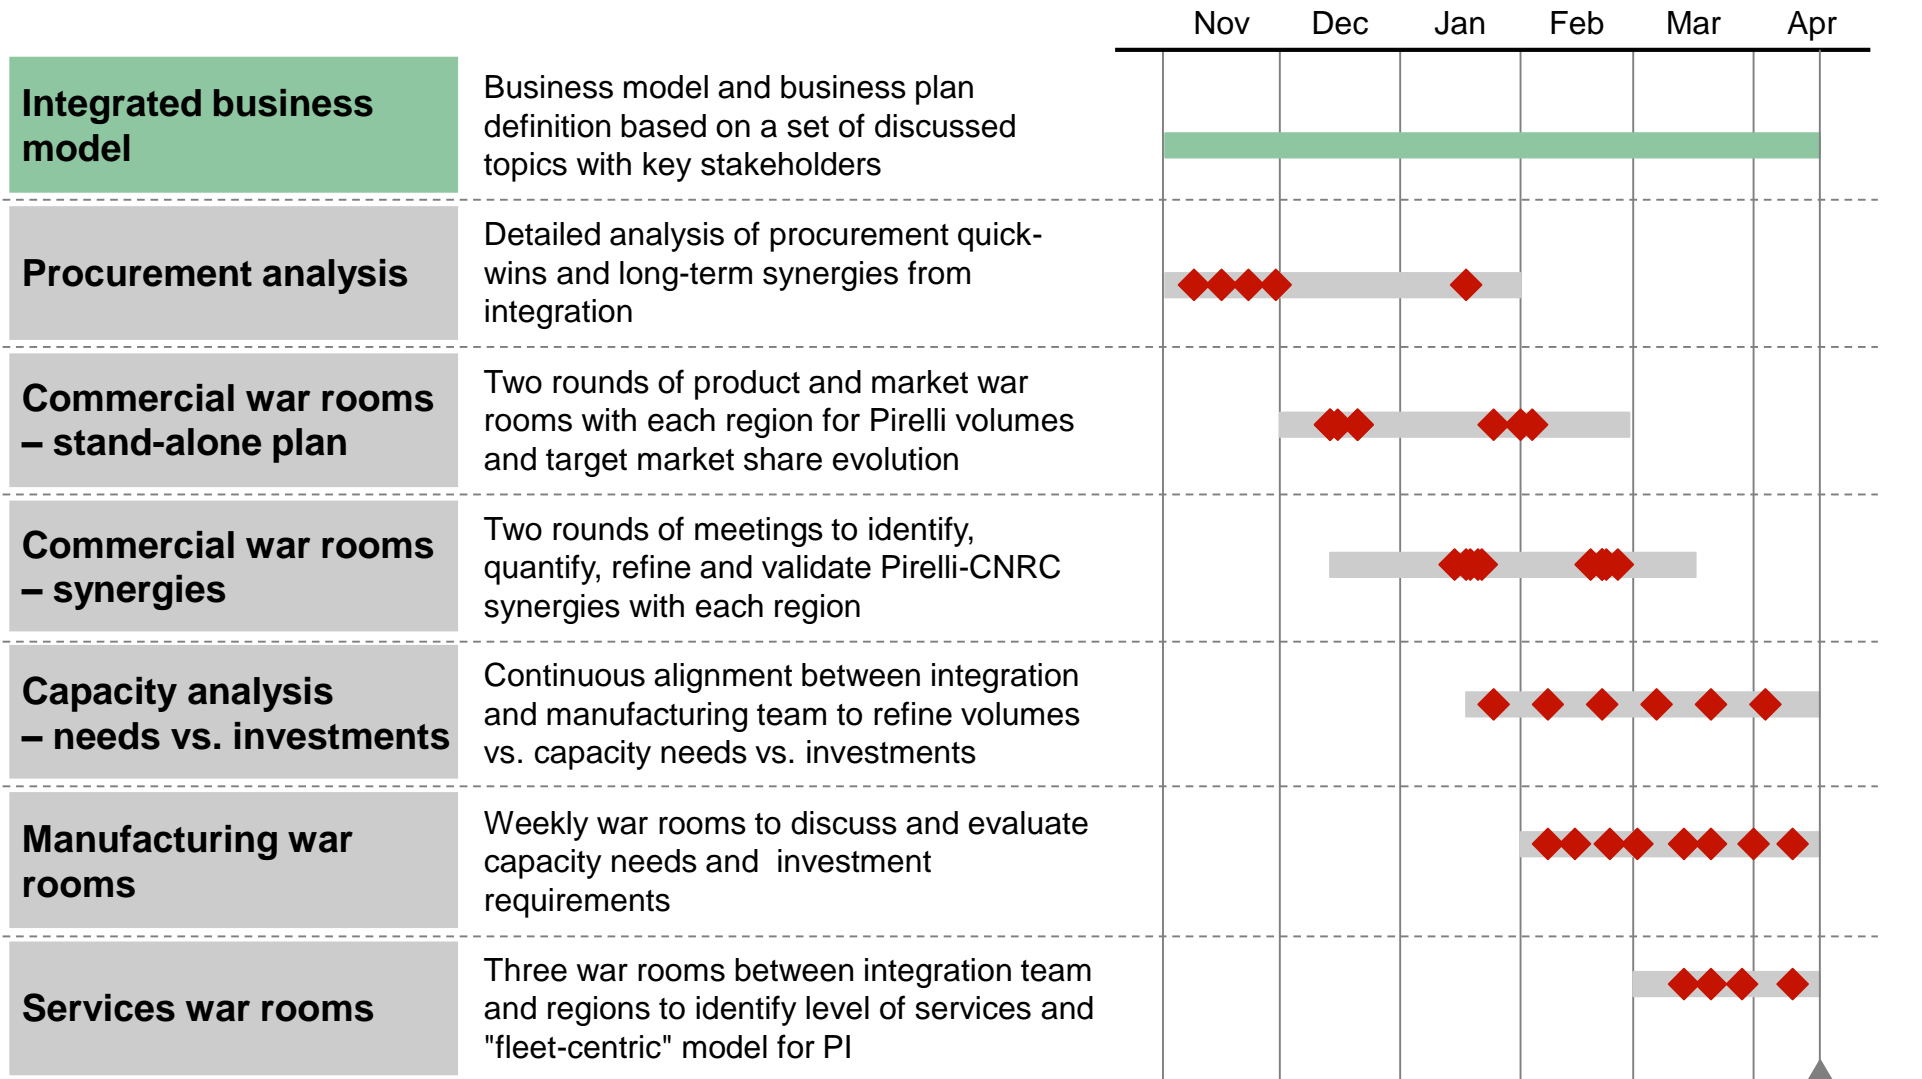 Nov Dec Jan Feb Mar Apr
Integrated business
model
Business model and business plan
definition based on a set of discussed
topics with key stakeholders
Procurement analysis
Detailed analysis of procurement quick-
wins and long-term synergies from
integration
Commercial war rooms
– stand-alone plan
Two rounds of product and market war
rooms with each region for Pirelli volumes
and target market share evolution
Commercial war rooms
– synergies
Two rounds of meetings to identify,
quantify, refine and validate Pirelli-CNRC
synergies with each region
Capacity analysis
– needs vs. investments
Continuous alignment between integration
and manufacturing team to refine volumes
vs. capacity needs vs. investments
Manufacturing war
rooms
Weekly war rooms to discuss and evaluate
capacity needs and  investment
requirements
Services war rooms
Three war rooms between integration team
and regions to identify level of services and
"fleet-centric" model for PI